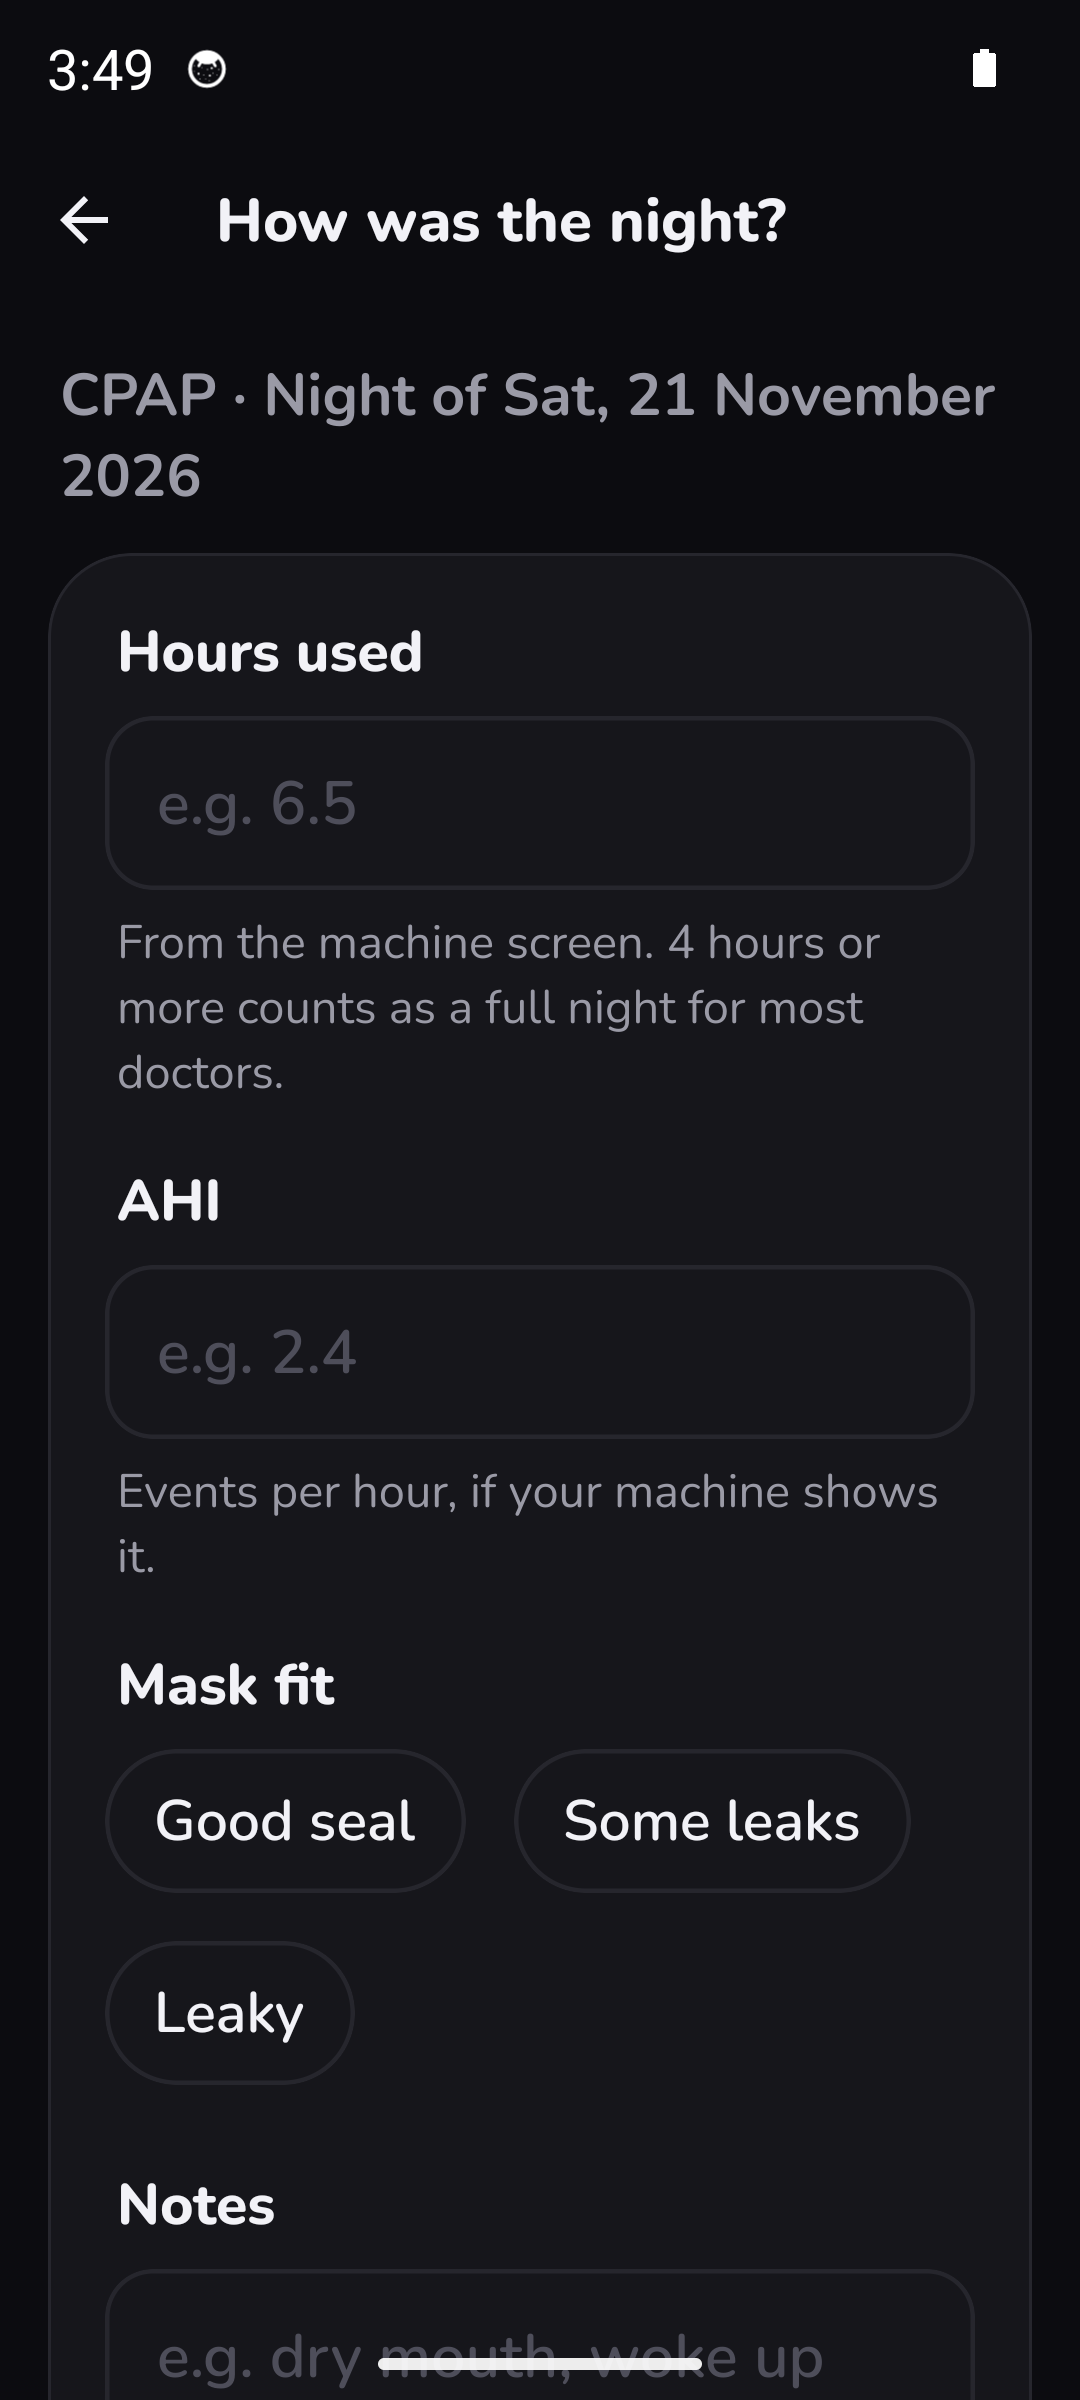 3:49
How was the night?
CPAP · Night of Sat, 21 November
2026
Hours used
e.g. 6.5
From the machine screen. 4 hours or
more counts as a full night for most
doctors.
AHI
e.g. 2.4
Events per hour, if your machine shows
it.
Mask fit
Good seal
Some leaks
Leaky
Notes
e.g. dry mouth, woke up